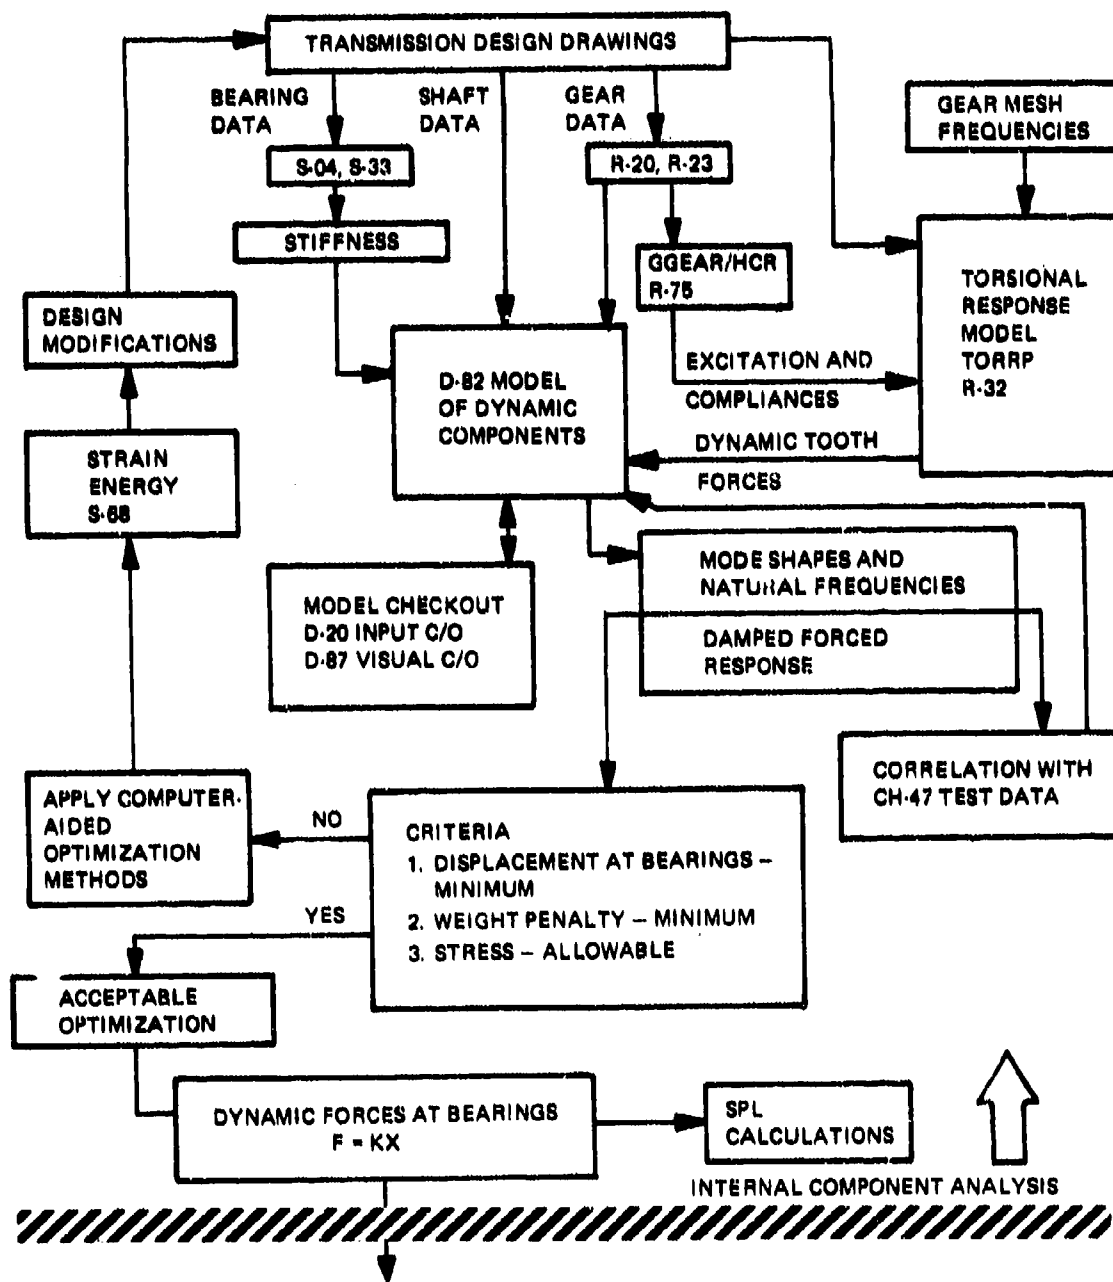 TRANSMISSION DESIGN DRAWINGS
BEARING
DATA
SHAFT
DATA
GEAR
DATA
GEAR MESH
FREQUENCIES
S-04, S-33
R-20, R-23
STIFFNESS
GGEAR/HCR
R-75
TORSIONAL
RESPONSE
MODEL
TORRP
R-32
DESIGN
MODIFICATIONS
D-82 MODEL
OF DYNAMIC
COMPONENTS
EXCITATION AND
COMPLIANCES
DYNAMIC TOOTH
FORCES
STRAIN
ENERGY
S-68
MODEL CHECKOUT
D-20 INPUT C/O
D-87 VISUAL C/O
MODE SHAPES AND
NATURAL FREQUENCIES
DAMPED FORCED
RESPONSE
CORRELATION WITH
CH-47 TEST DATA
APPLY COMPUTER-
AIDED
OPTIMIZATION
METHODS
NO
YES
CRITERIA
1. DISPLACEMENT AT BEARINGS –
MINIMUM
2. WEIGHT PENALTY – MINIMUM
3. STRESS – ALLOWABLE
ACCEPTABLE
OPTIMIZATION
DYNAMIC FORCES AT BEARINGS
F = KX
SPL
CALCULATIONS
INTERNAL COMPONENT ANALYSIS